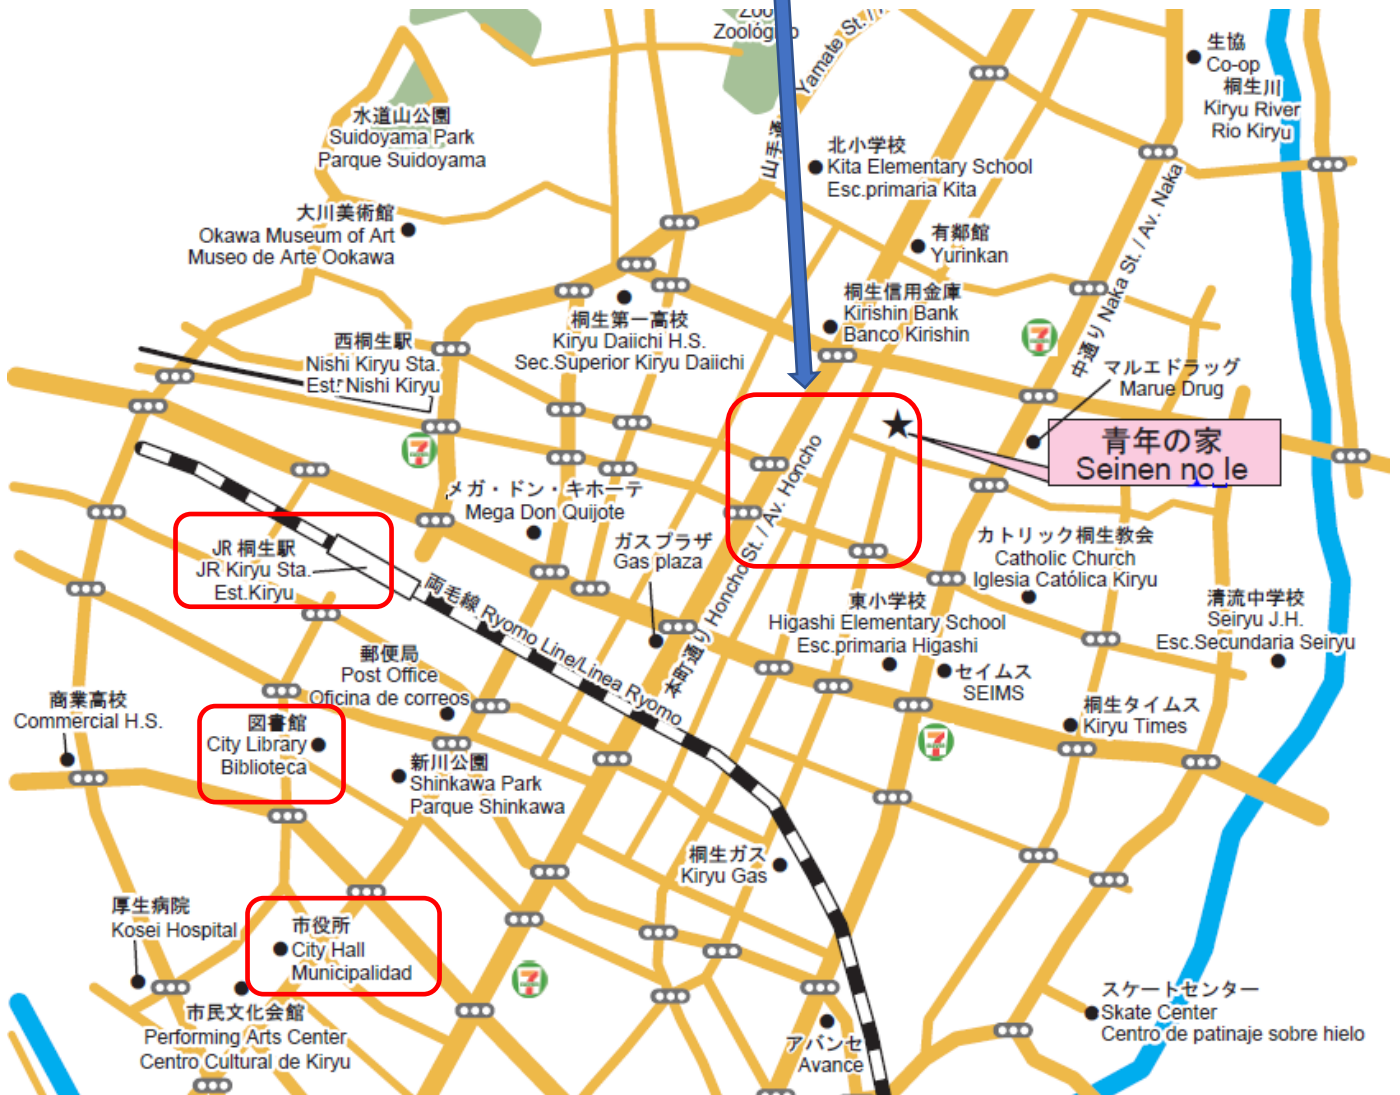 Zoo
Zoológico
Yamate St. /
山手通
生協
Co-op
桐生川
Kiryu River
Rio Kiryu
水道山公園
Suidoyama Park
Parque Suidoyama
北小学校
Kita Elementary School
Esc.primaria Kita
大川美術館
Okawa Museum of Art
Museo de Arte Ookawa
有鄰館
Yurinkan
中通り Naka St. / Av. Naka
桐生信用金庫
Kirishin Bank
Banco Kirishin
桐生第一高校
Kiryu Daiichi H.S.
Sec.Superior Kiryu Daiichi
西桐生駅
Nishi Kiryu Sta.
Est. Nishi Kiryu
マルエドラッグ
Marue Drug
青年の家
Seinen no Ie
メガ・ドン・キホーテ
Mega Don Quijote
ガスプラザ
Gas plaza
本町通り Honcho St. / Av. Honcho
カトリック桐生教会
Catholic Church
Iglesia Católica Kiryu
JR 桐生駅
JR Kiryu Sta.
Est.Kiryu
両毛線 Ryomo Line/Linea Ryomo
東小学校
Higashi Elementary School
Esc.primaria Higashi
清流中学校
Seiryu J.H.
Esc.Secundaria Seiryu
郵便局
Post Office
Oficina de correos
セイムス
SEIMS
商業高校
Commercial H.S.
図書館
City Library
Biblioteca
桐生タイムス
Kiryu Times
新川公園
Shinkawa Park
Parque Shinkawa
桐生ガス
Kiryu Gas
厚生病院
Kosei Hospital
市役所
City Hall
Municipalidad
市民文化会館
Performing Arts Center
Centro Cultural de Kiryu
アバンセ
Avance
スケートセンター
Skate Center
Centro de patinaje sobre hielo